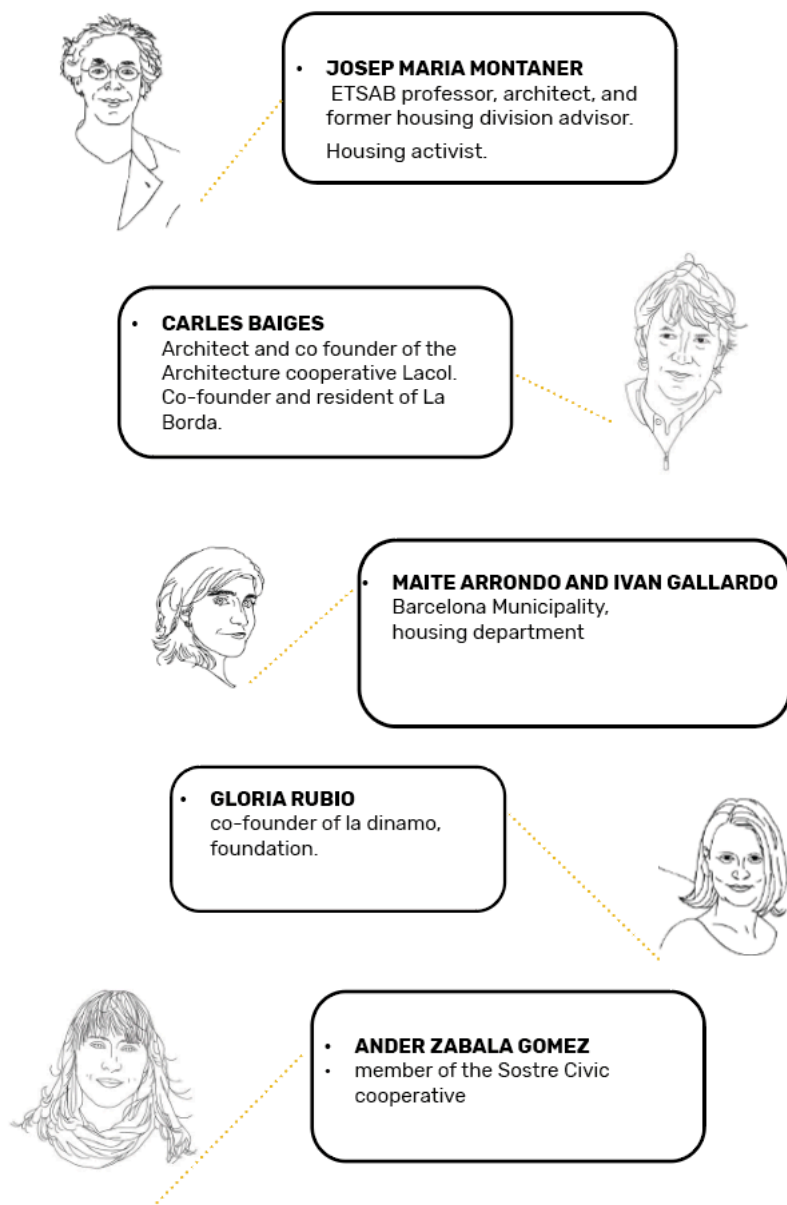 • JOSEP MARIA MONTANER
ETSAB professor, architect, and
former housing division advisor.
Housing activist.
• CARLES BAIGES
Architect and co founder of the
Architecture cooperative Lacol.
Co-founder and resident of La
Borda.
• MAITE ARRONDO AND IVAN GALLARDO
Barcelona Municipality,
housing department
• GLORIA RUBIO
co-founder of la dinamo,
foundation.
• ANDER ZABALA GOMEZ
• member of the Sostre Civic
cooperative